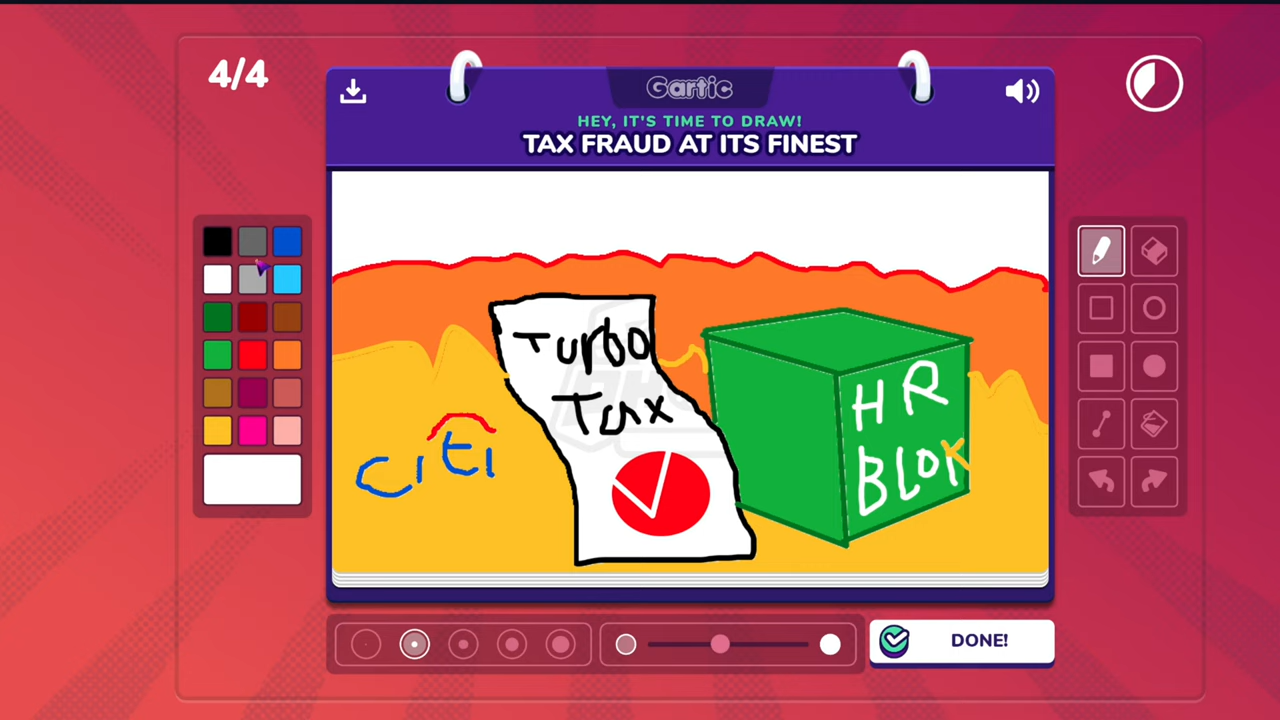 4/4
Gartic
HEY, IT'S TIME TO DRAW!
TAX FRAUD AT ITS FINEST
Turbo
Tax
citi
HR
BLOK
DONE!